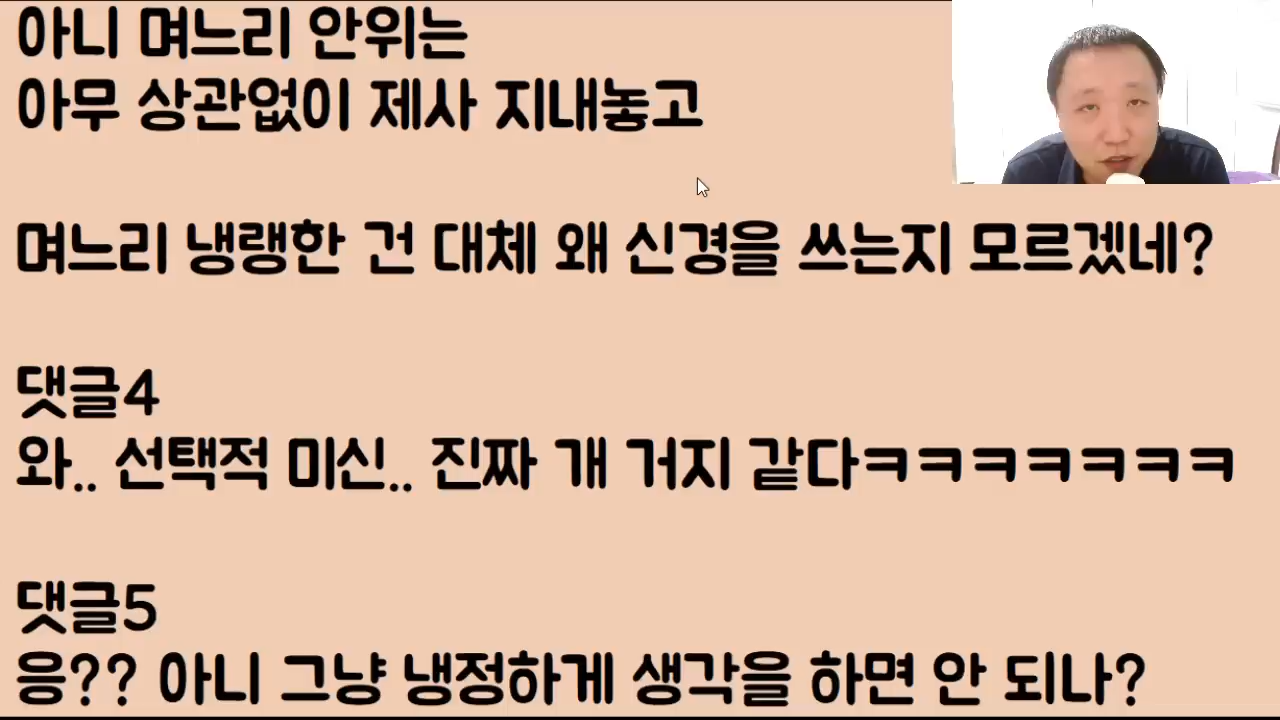 아니 며느리 안위는
아무 상관없이 제사 지내놓고
며느리 냉랭한 건 대체 왜 신경을 쓰는지 모르겠네?
댓글4
와.. 선택적 미신.. 진짜 개 거지 같다ㅋㅋㅋㅋㅋㅋㅋ
댓글5
응?? 아니 그냥 냉정하게 생각을 하면 안 되나?